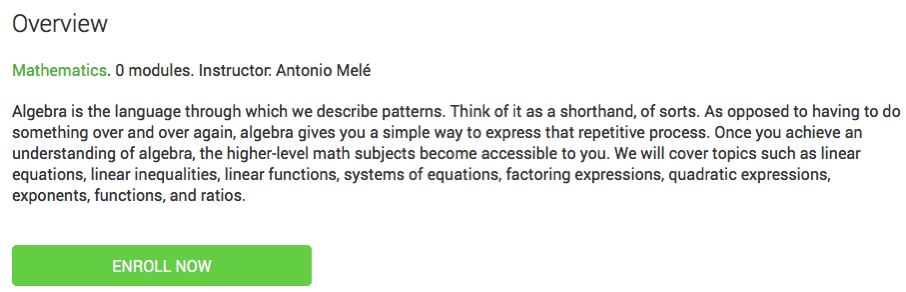 Overview
Mathematics. 0 modules. Instructor: Antonio Melé
Algebra is the language through which we describe patterns. Think of it as a shorthand, of sorts. As opposed to having to do
something over and over again, algebra gives you a simple way to express that repetitive process. Once you achieve an
understanding of algebra, the higher-level math subjects become accessible to you. We will cover topics such as linear
equations, linear inequalities, linear functions, systems of equations, factoring expressions, quadratic expressions,
exponents, functions, and ratios.
ENROLL NOW